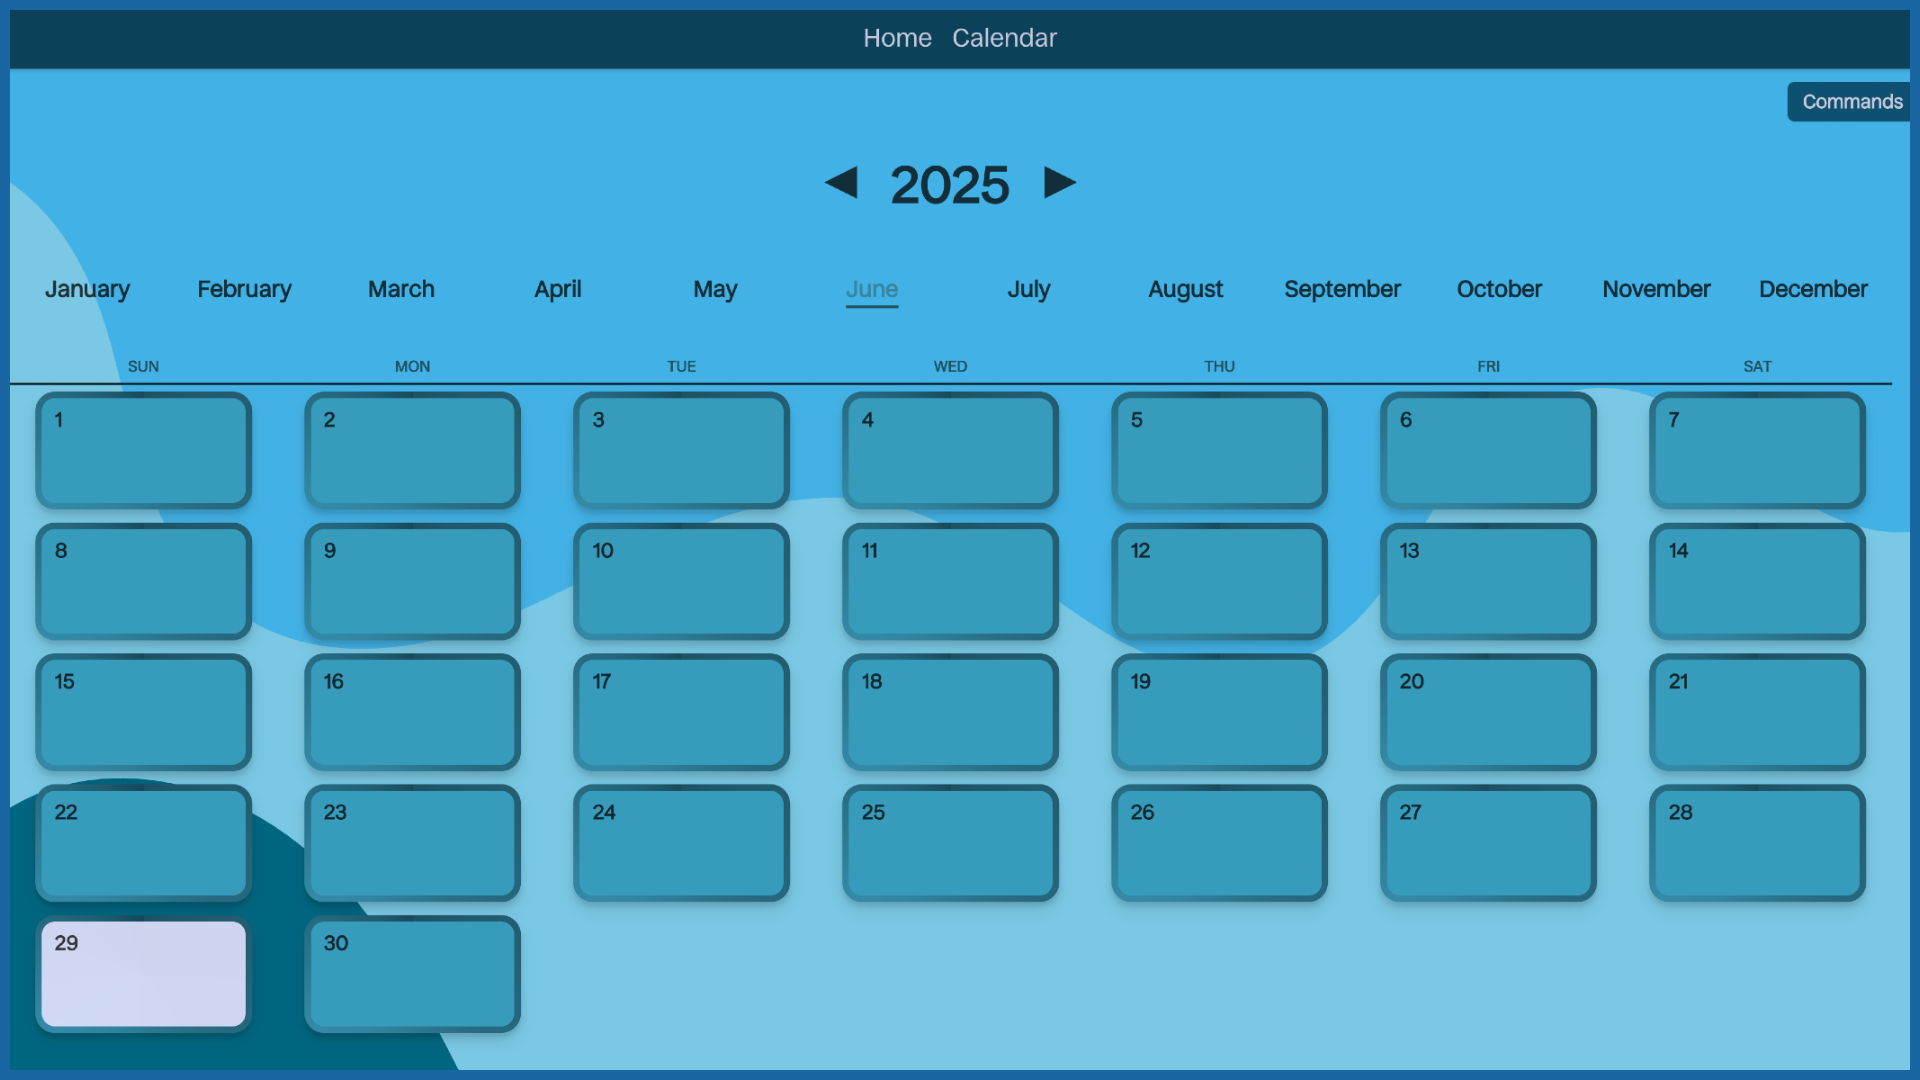 Home Calendar
Commands
2025
January February March April May June July August September October November December
SUN MON TUE WED THU FRI SAT
1 2 3 4 5 6 7
8 9 10 11 12 13 14
15 16 17 18 19 20 21
22 23 24 25 26 27 28
29 30